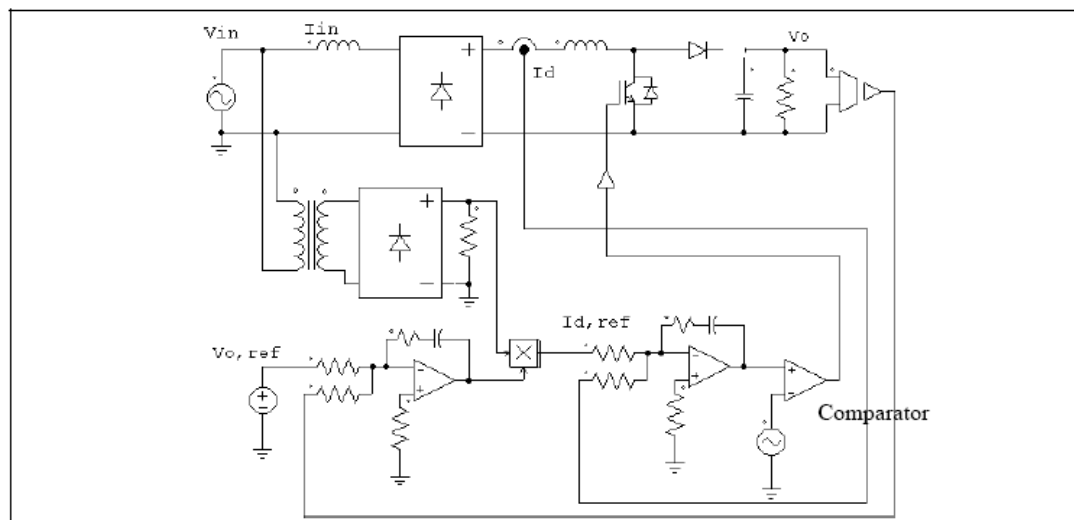 Vin
Iin
Id
Vo
Id,ref
Vo,ref
Comparator